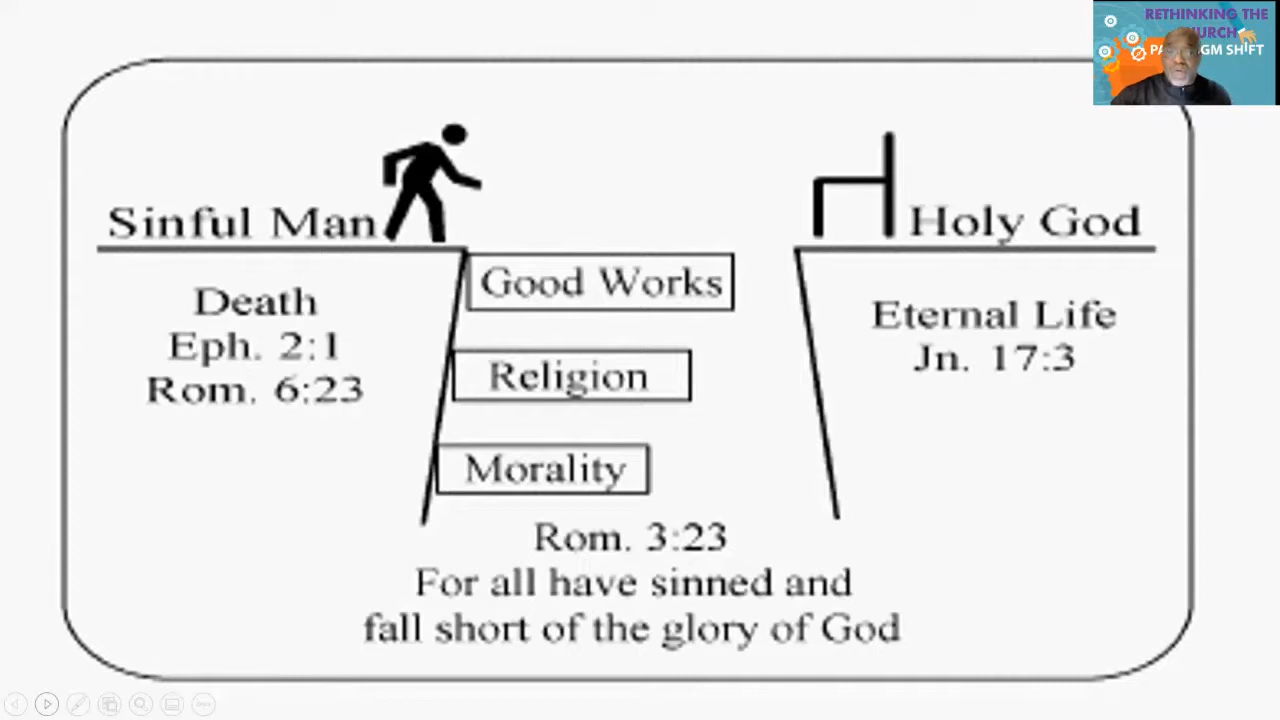 RETHINKING THE
CHURCH
PARADIGM SHIFT
Sinful Man
Holy God
Death
Eph. 2:1
Rom. 6:23
Good Works
Religion
Morality
Eternal Life
Jn. 17:3
Rom. 3:23
For all have sinned and
fall short of the glory of God